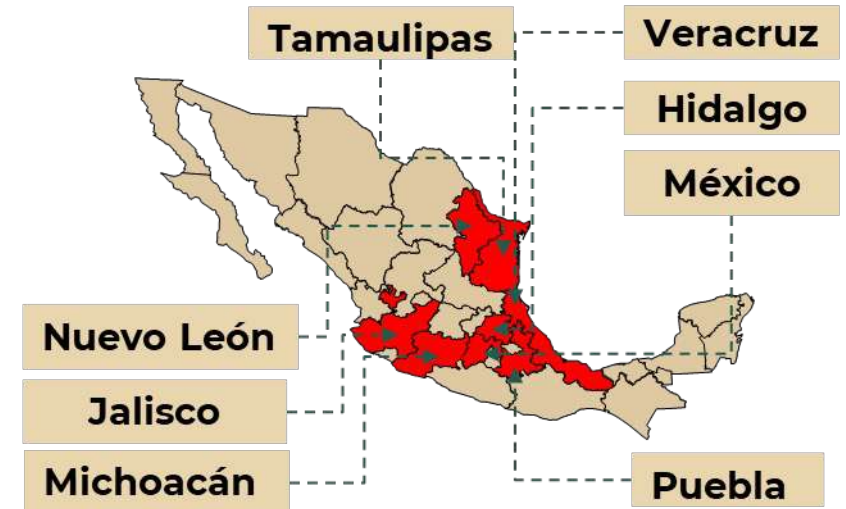 Tamaulipas
Veracruz
Hidalgo
México
Nuevo León
Jalisco
Michoacán
Puebla